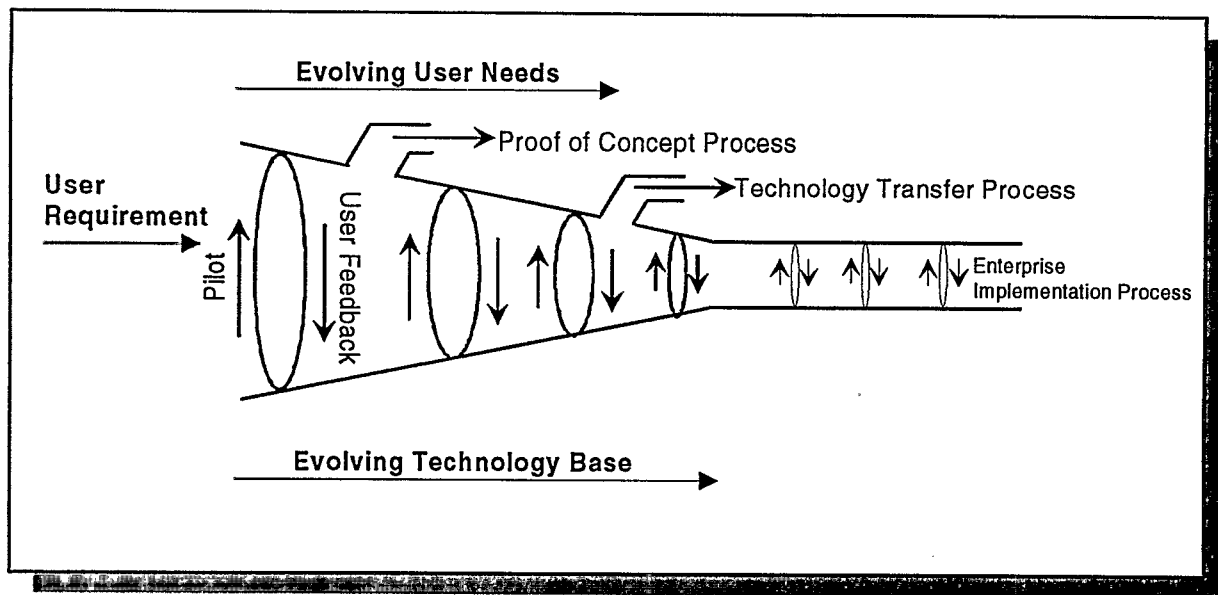 Evolving User Needs
Proof of Concept Process
Technology Transfer Process
User
Requirement
Pilot
User Feedback
Enterprise
Implementation Process
Evolving Technology Base